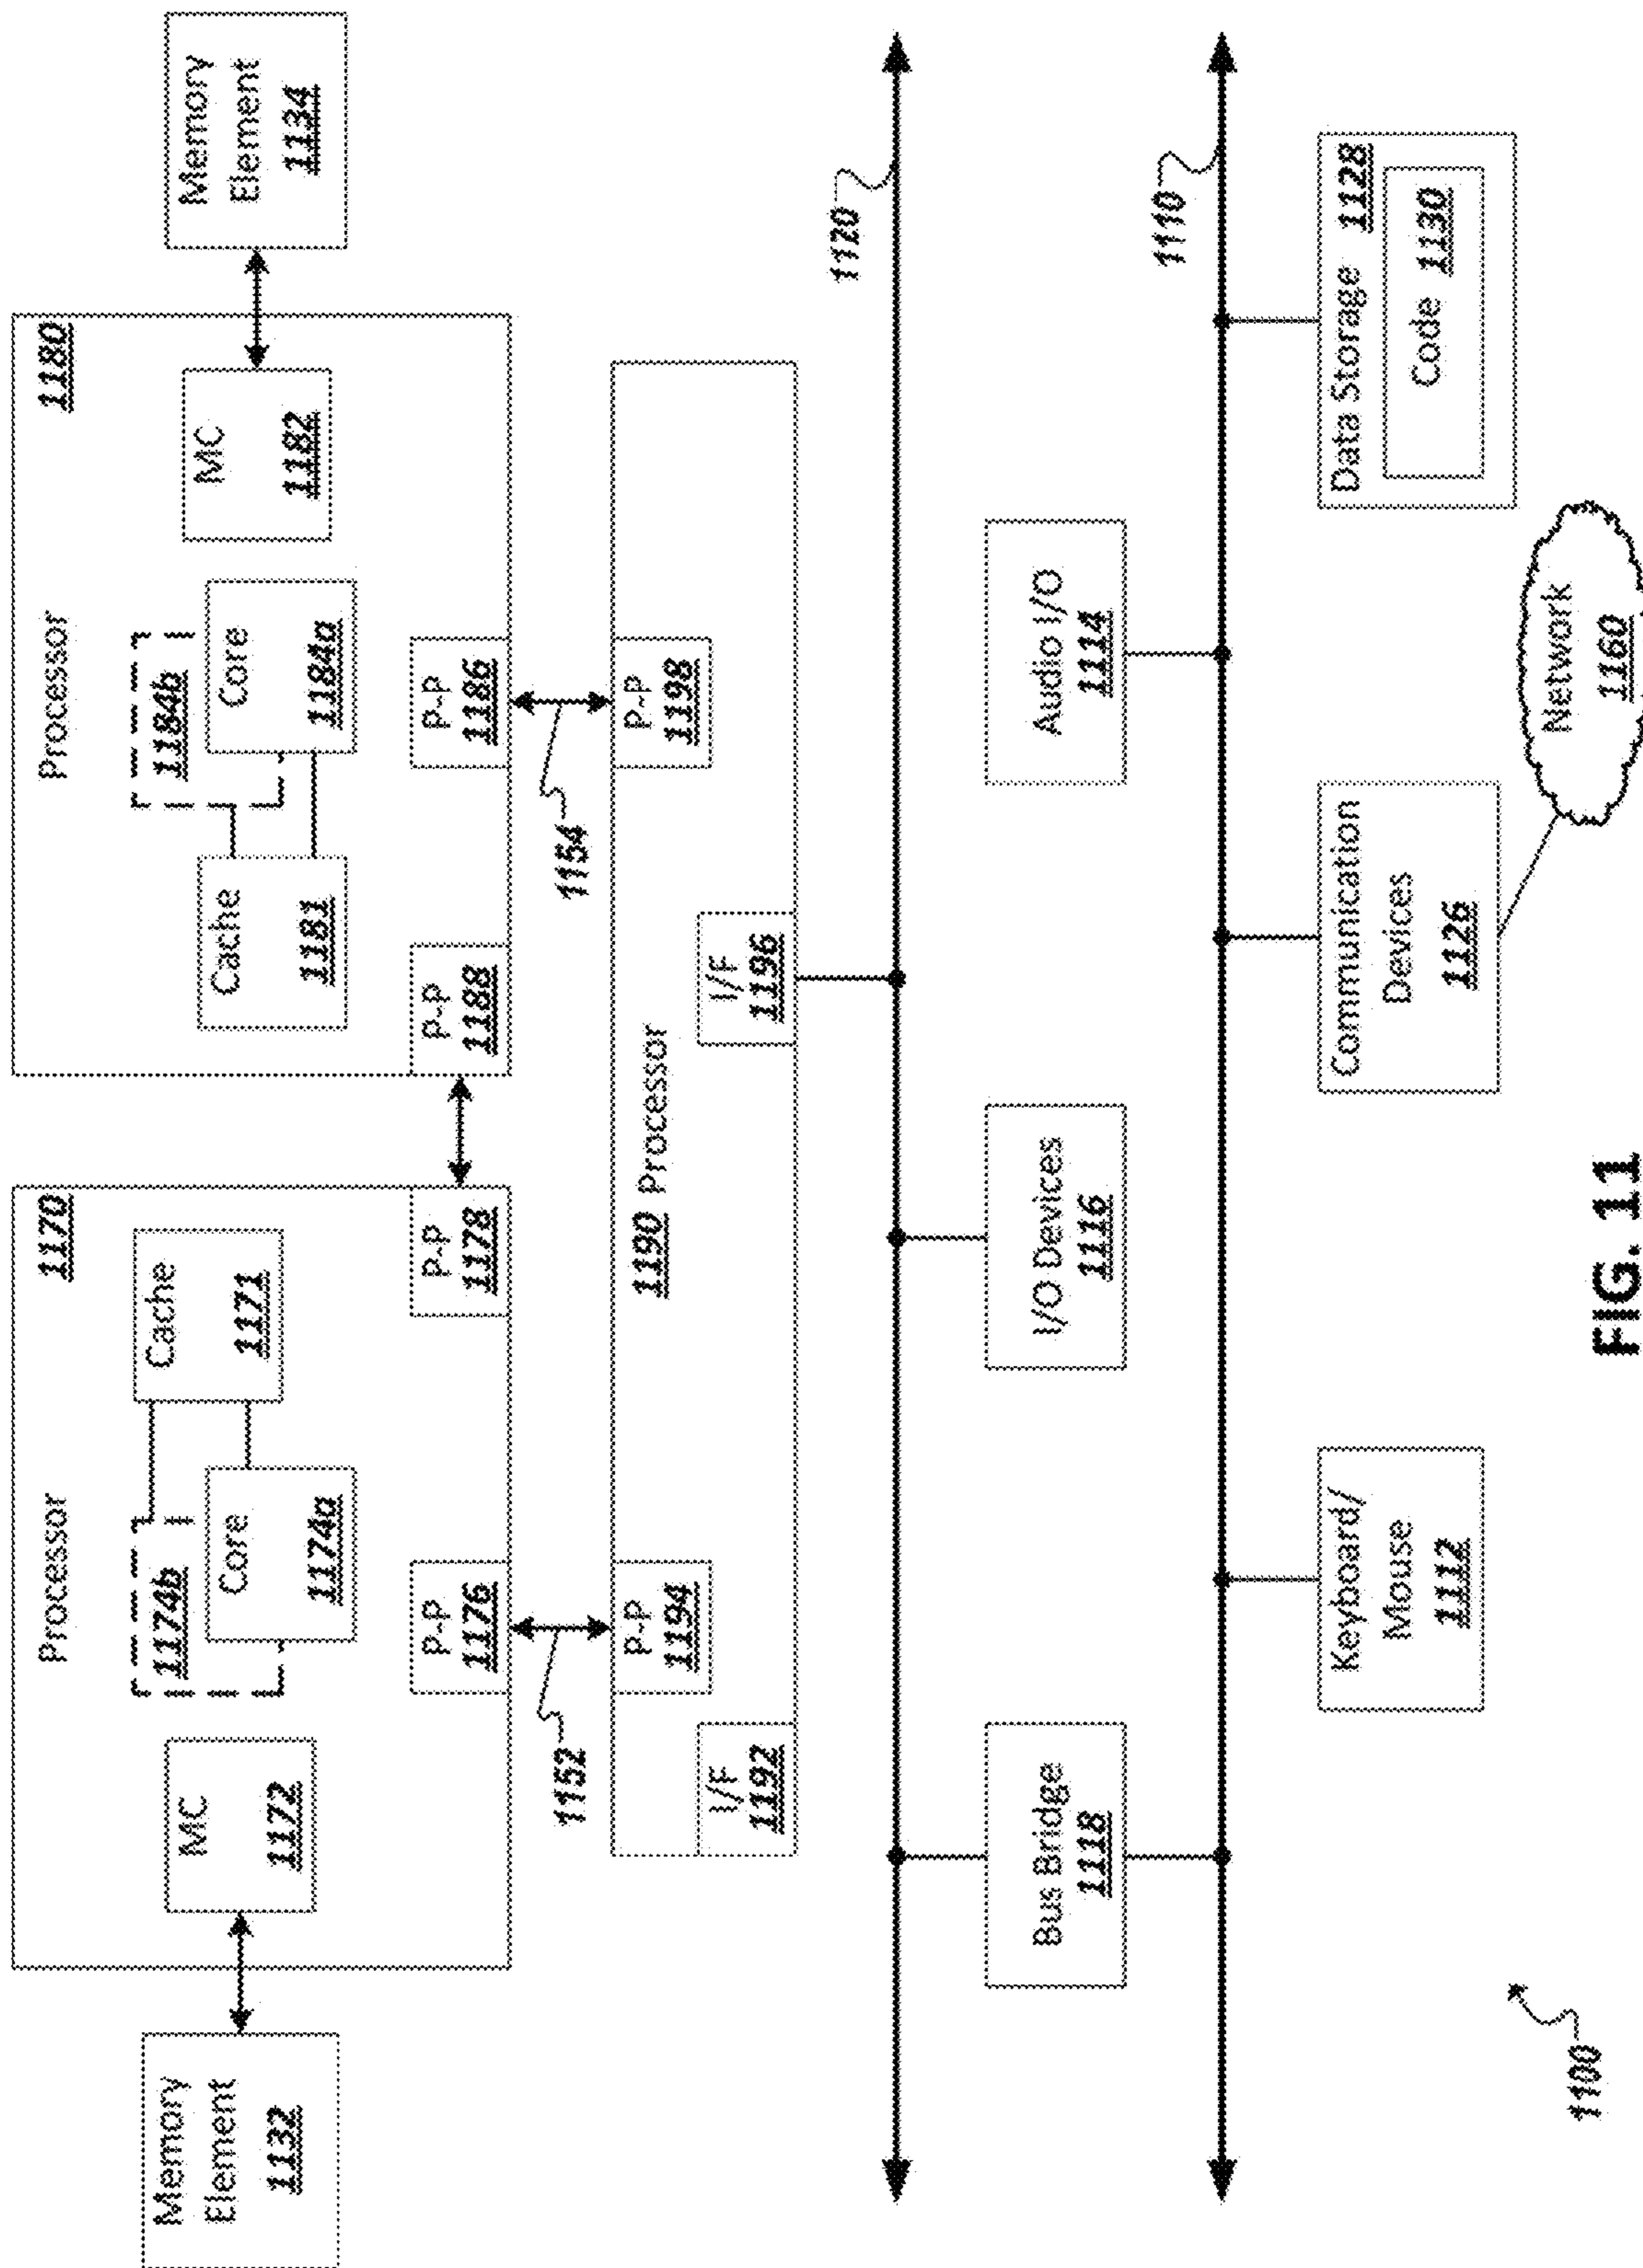 Processor
1170
Processor
1180
Memory
Element
1132
MC
1172
1174b
Core
1174a
Cache
1171
Cache
1181
1184b
Core
1184a
MC
1182
Memory
Element
1134
P-P
1176
P-P
1178
P-P
1188
P-P
1186
1152
1154
P-P
1194
1190 Processor
P-P
1198
I/F
1192
I/F
1196
1120
Bus Bridge
1118
I/O Devices
1116
Audio I/O
1114
1110
Keyboard/
Mouse
1112
Communication
Devices
1126
Data Storage 1128
Code 1130
Network
1160
1100
FIG. 11